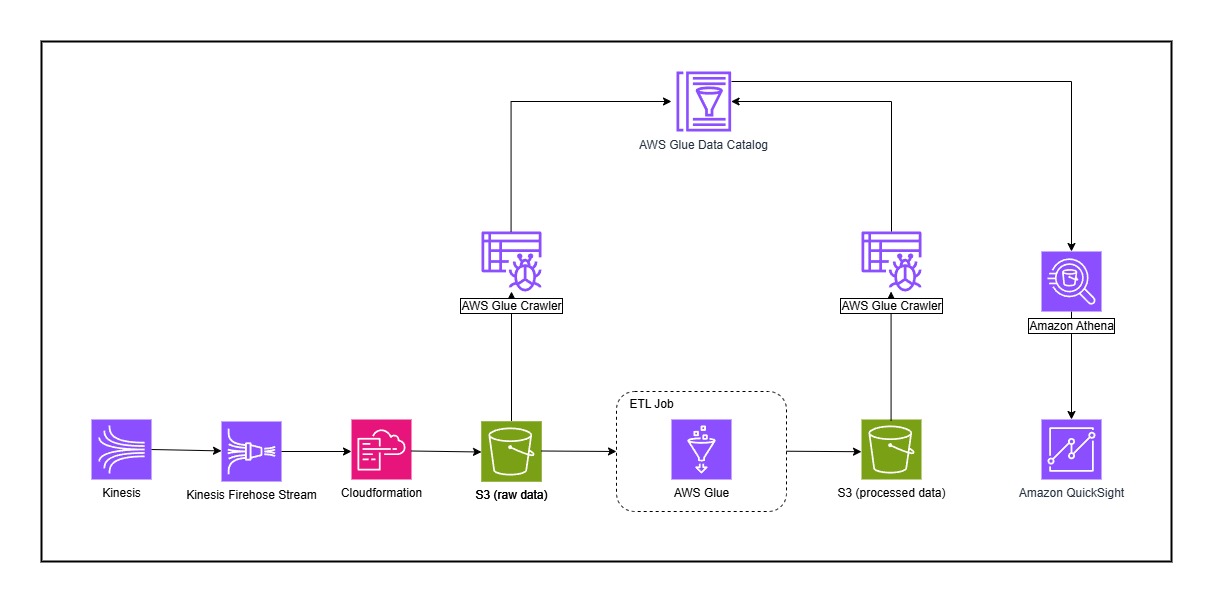 AWS Glue Data Catalog
AWS Glue Crawler
AWS Glue Crawler
Amazon Athena
ETL Job
Kinesis
Kinesis Firehose Stream
Cloudformation
S3 (raw data)
AWS Glue
S3 (processed data)
Amazon QuickSight